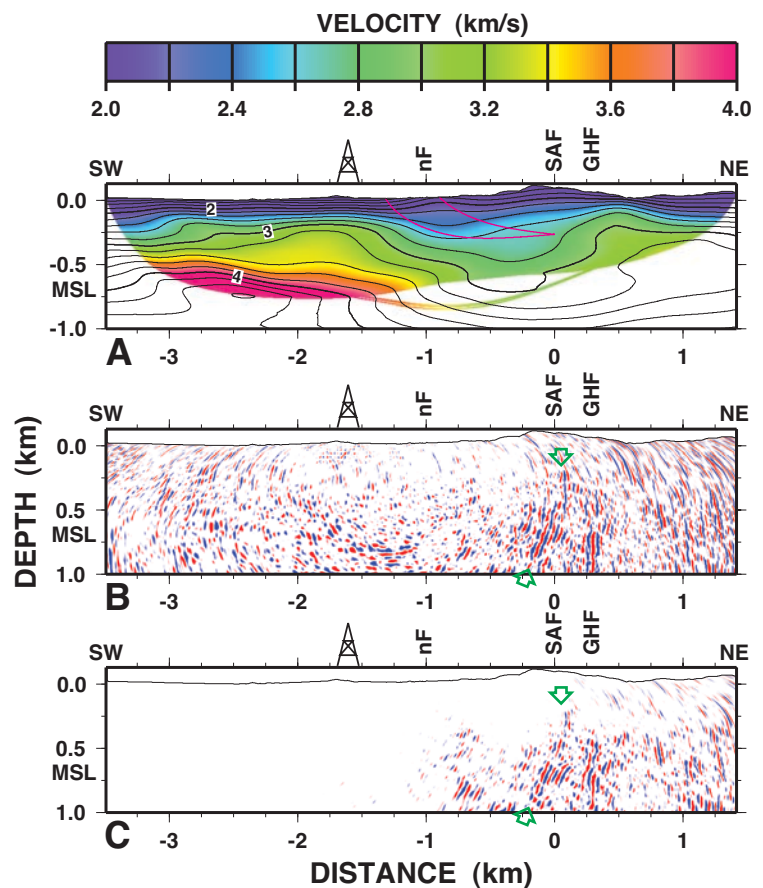 VELOCITY (km/s)
2.0 2.4 2.8 3.2 3.6 4.0
SW nF SAF GHF NE
0.0
-0.5
MSL
-1.0
2
3
4
A
-3 -2 -1 0 1
SW nF SAF GHF NE
0.0
0.5
MSL
1.0
B
-3 -2 -1 0 1
DEPTH (km)
SW nF SAF GHF NE
0.0
0.5
MSL
1.0
C
-3 -2 -1 0 1
DISTANCE (km)